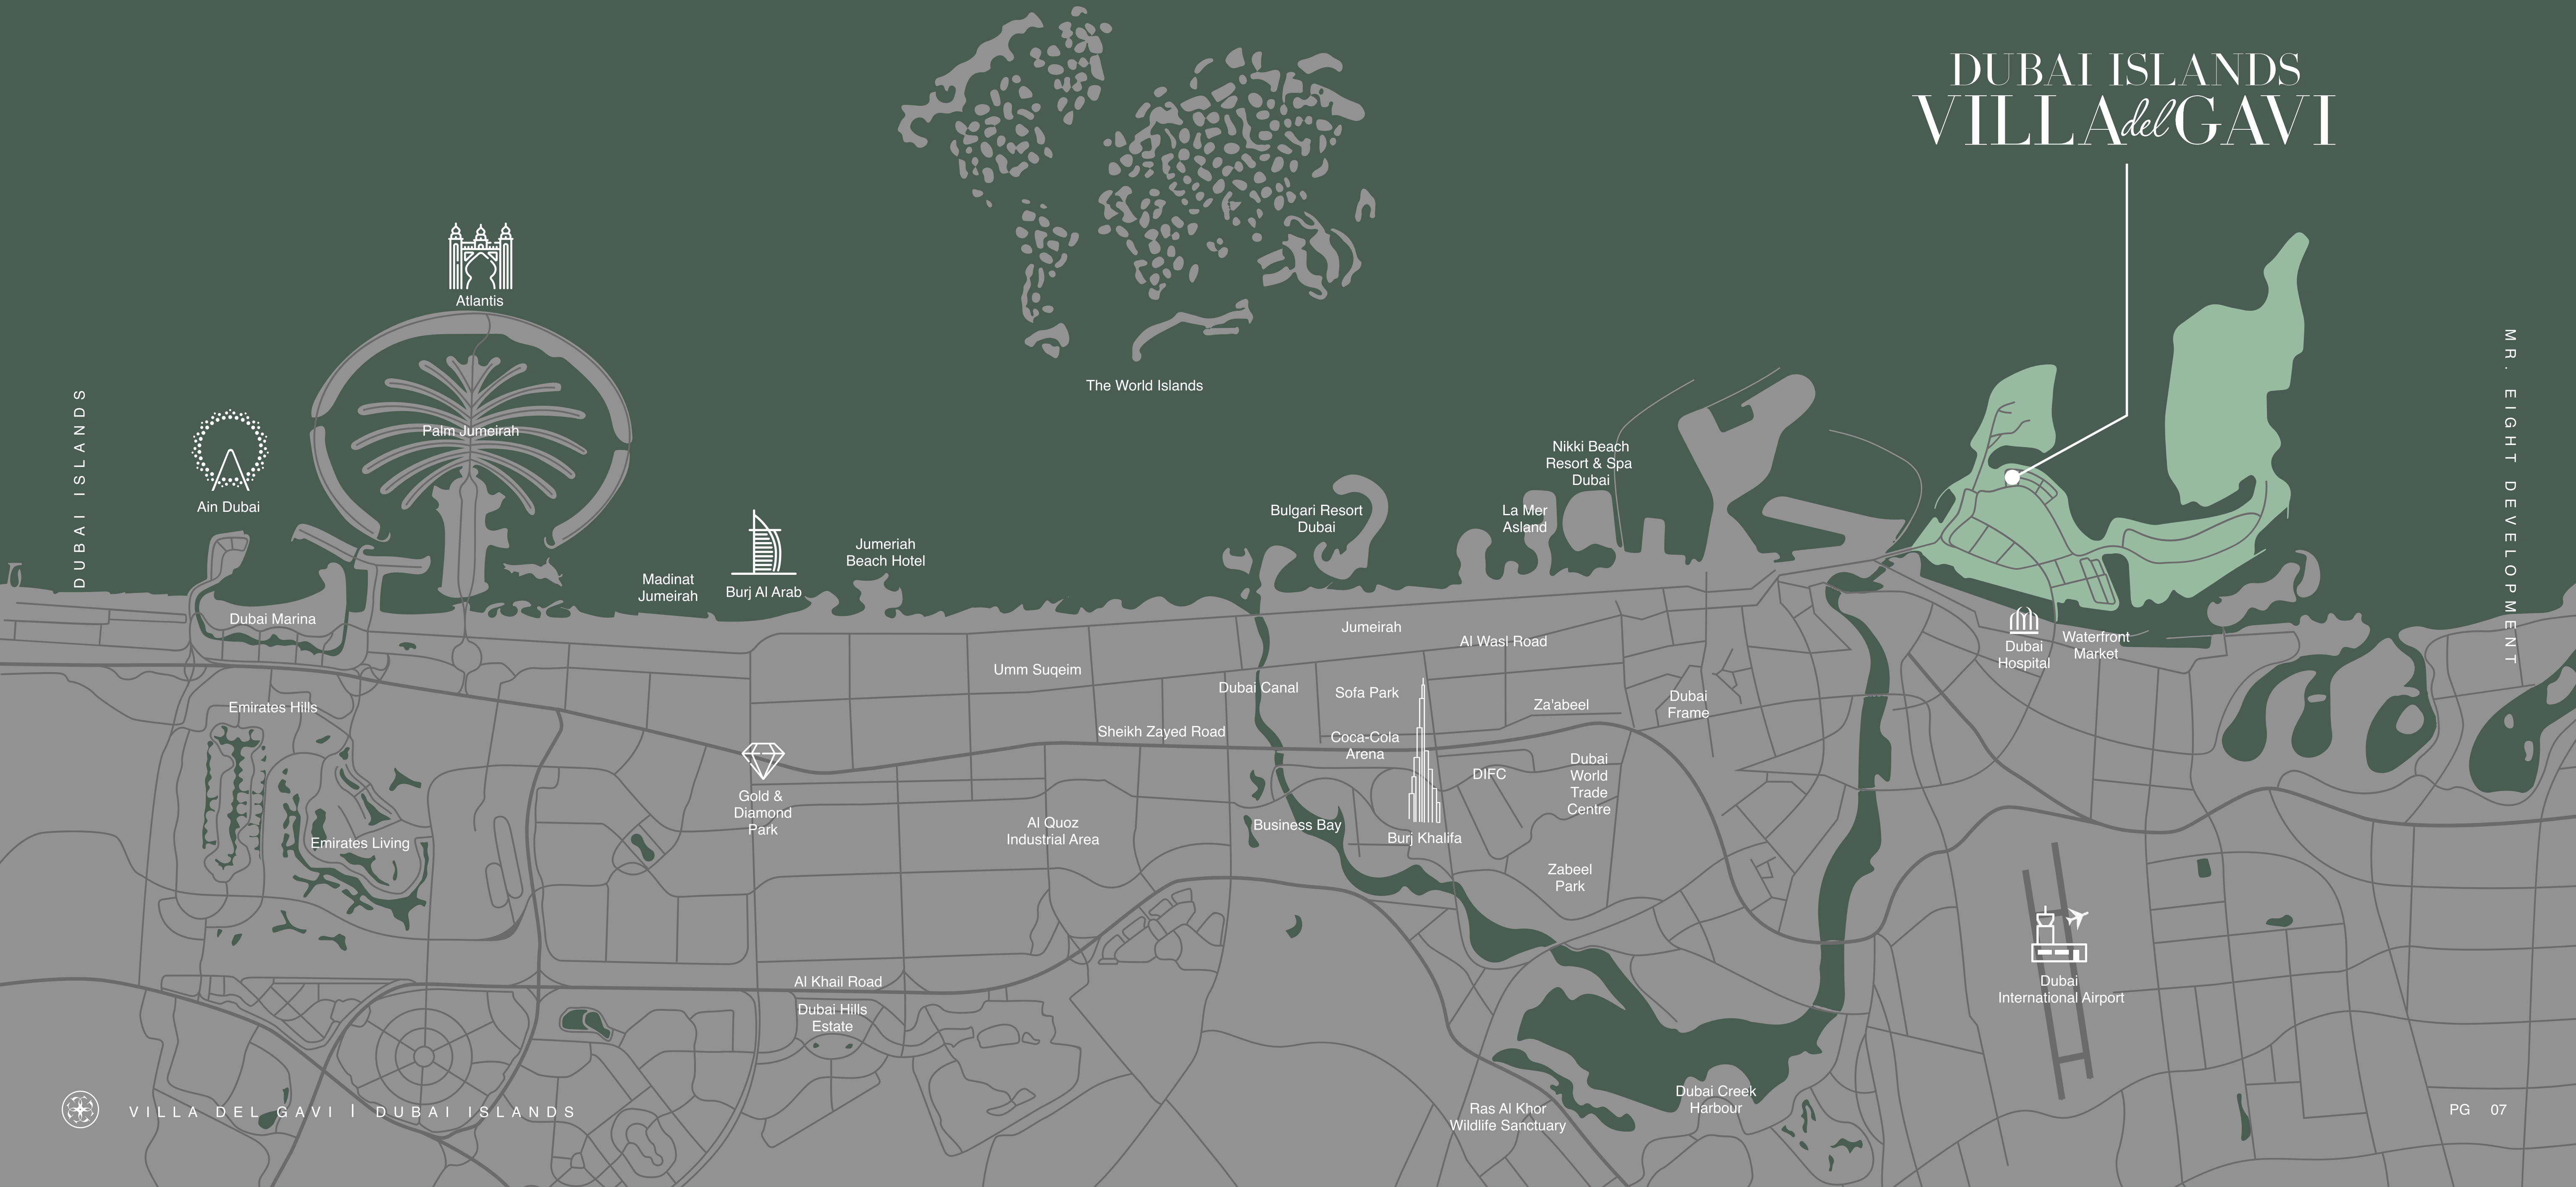 DUBAI ISLANDS
VILLA del GAVI
Atlantis
The World Islands
Palm Jumeirah
Ain Dubai
DUBAI ISLANDS
MR. EIGHT DEVELOPMENT
Nikki Beach
Resort & Spa
Dubai
Bulgari Resort
Dubai
La Mer
Asland
Jumeriah
Beach Hotel
Madinat
Jumeirah
Burj Al Arab
Dubai Marina
Jumeirah
Al Wasl Road
Dubai
Hospital
Waterfront
Market
Umm Suqeim
Dubai Canal
Sofa Park
Za'abeel
Dubai
Frame
Emirates Hills
Sheikh Zayed Road
Coca-Cola
Arena
DIFC
Dubai
World
Trade
Centre
Gold &
Diamond
Park
Al Quoz
Industrial Area
Business Bay
Burj Khalifa
Emirates Living
Zabeel
Park
Al Khail Road
Dubai Hills
Estate
Dubai
International Airport
Dubai Creek
Harbour
Ras Al Khor
Wildlife Sanctuary
VILLA DEL GAVI | DUBAI ISLANDS
PG 07